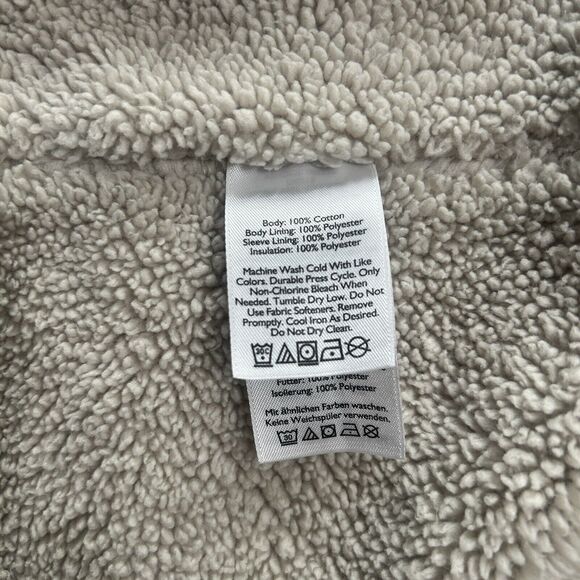 Body: 100% Cotton
Body Lining: 100% Polyester
Sleeve Lining: 100% Polyester
Insulation: 100% Polyester
Machine Wash Cold With Like
Colors. Durable Press Cycle. Only
Non-Chlorine Bleach When
Needed. Tumble Dry Low. Do Not
Use Fabric Softeners. Remove
Promptly. Cool Iron As Desired.
Do Not Dry Clean.
30C
Futter: 100% Polyester
Isolierung: 100% Polyester
Mit ähnlichen Farben waschen.
Keine Weichspüler verwenden.
30